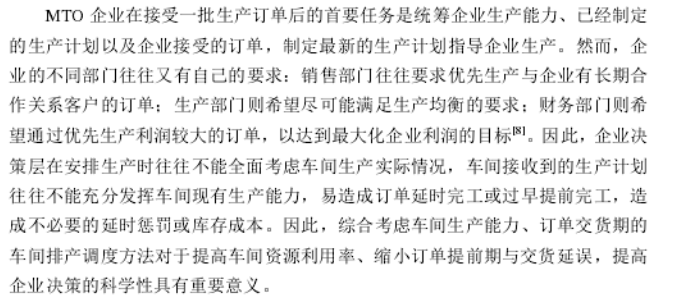 MTO 企业在接受一批生产订单后的首要任务是统筹企业生产能力、已经制定
的生产计划以及企业接受的订单，制定最新的生产计划指导企业生产。然而，企
业的不同部门往往又有自己的要求：销售部门往往要求优先生产与企业有长期合
作关系客户的订单；生产部门则希望尽可能满足生产均衡的要求；财务部门则希
望通过优先生产利润较大的订单，以达到最大化企业利润的目标[8]。因此，企业决
策层在安排生产时往往不能全面考虑车间生产实际情况，车间接收到的生产计划
往往不能充分发挥车间现有生产能力，易造成订单延时完工或过早提前完工，造
成不必要的延时惩罚或库存成本。因此，综合考虑车间生产能力、订单交货期的
车间排产调度方法对于提高车间资源利用率、缩小订单提前期与交货延误，提高
企业决策的科学性具有重要意义。